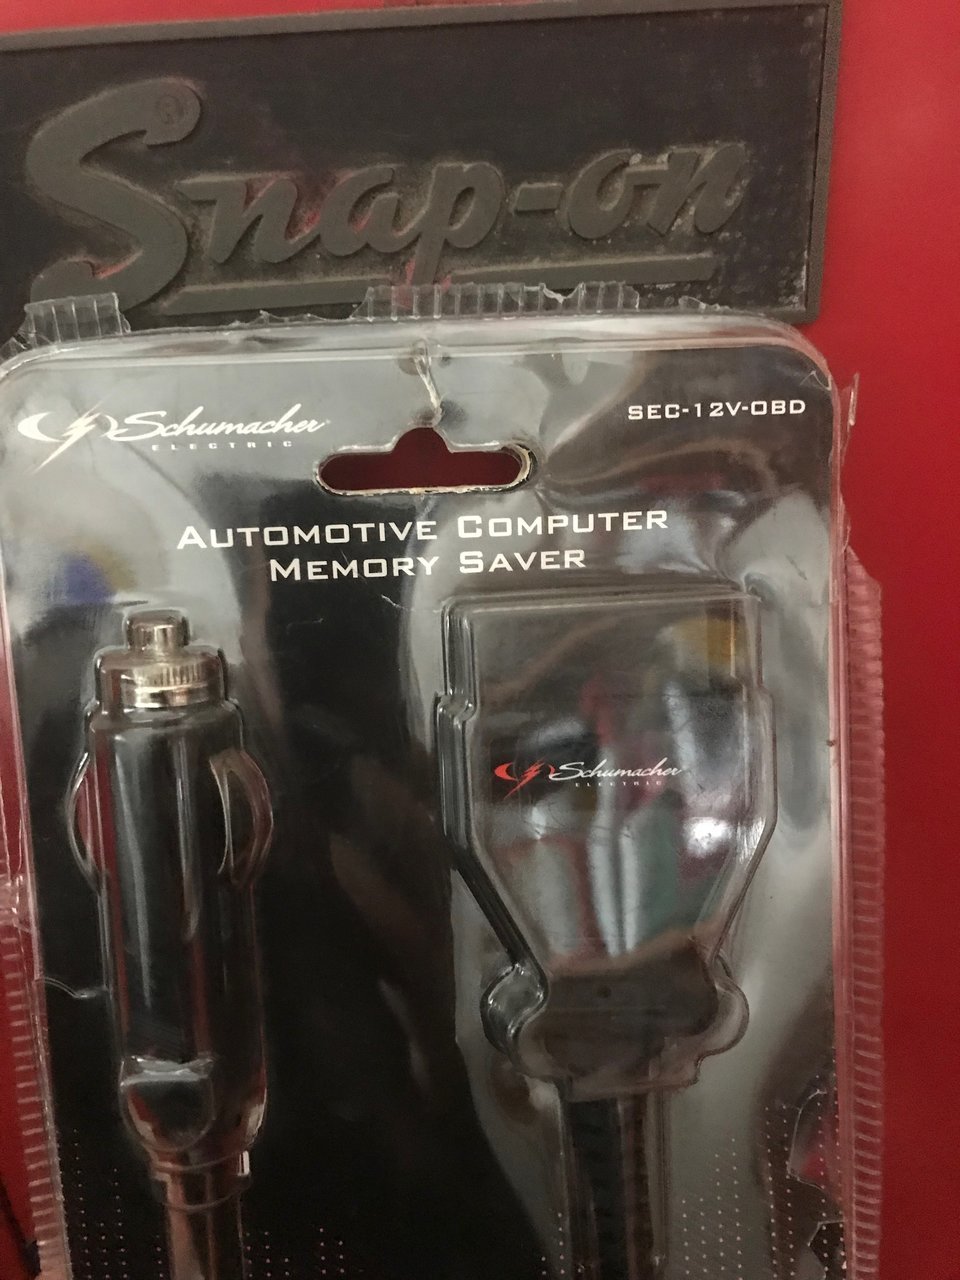 Snap-on®
Schumacher
ELECTRIC
SEC-12V-OBD
AUTOMOTIVE COMPUTER
MEMORY SAVER
Schumacher
ELECTRIC